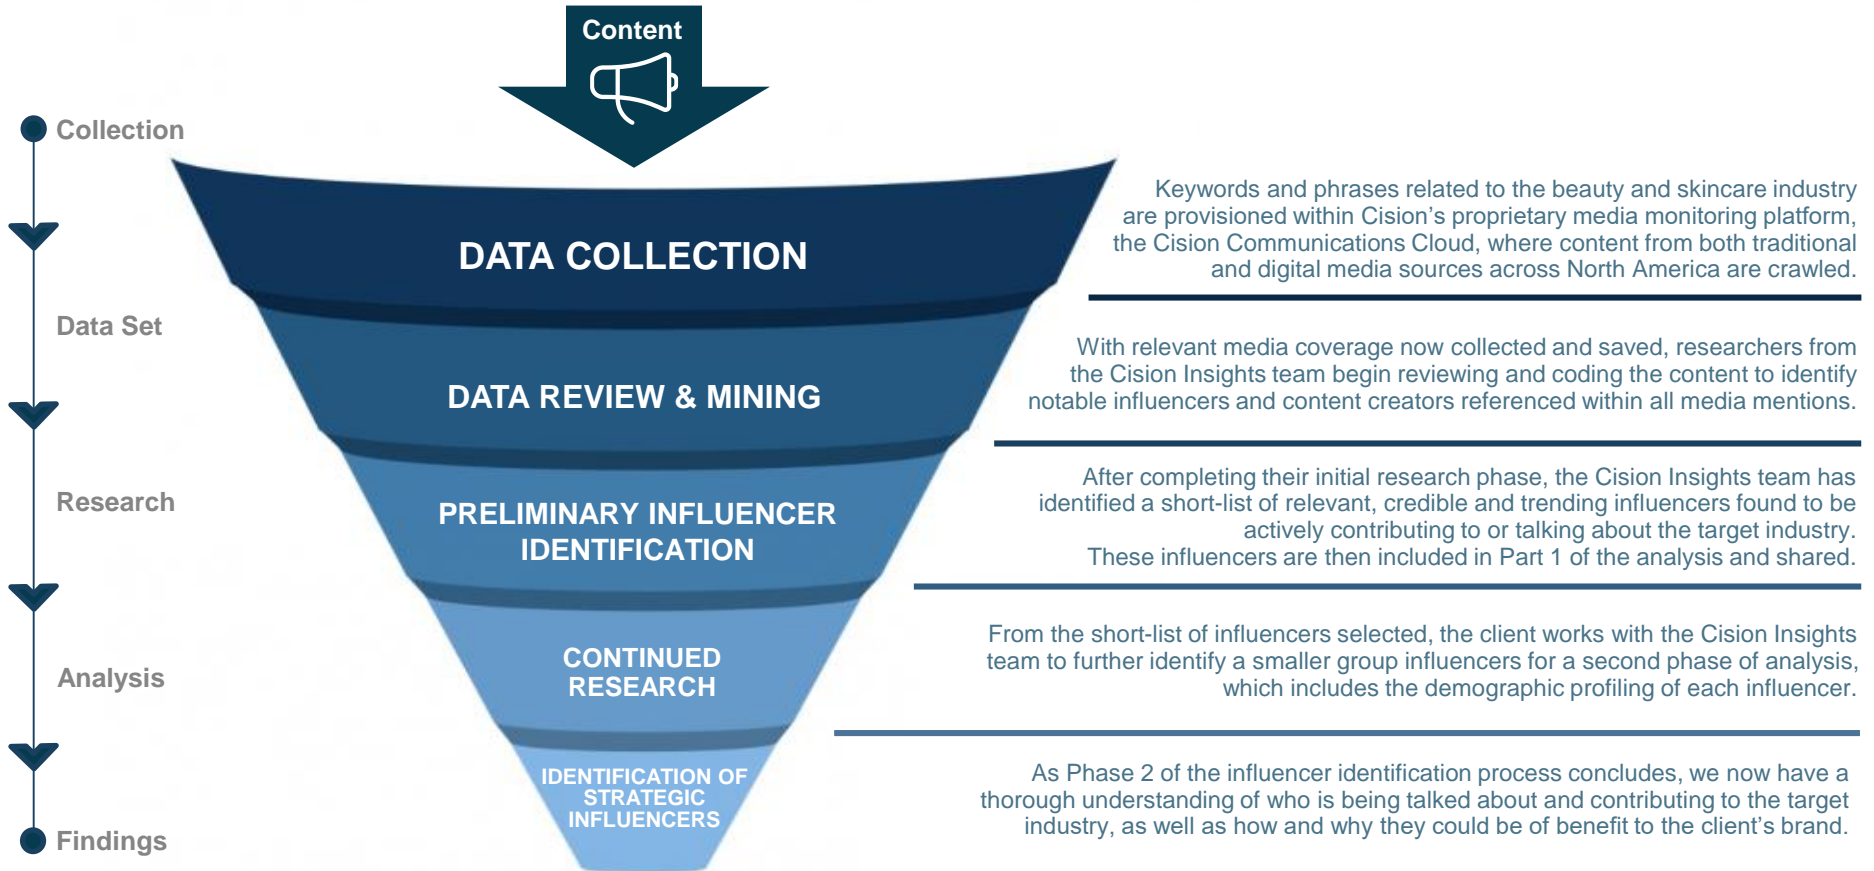 Content
Collection
DATA COLLECTION
Keywords and phrases related to the beauty and skincare industry
are provisioned within Cision’s proprietary media monitoring platform,
the Cision Communications Cloud, where content from both traditional
and digital media sources across North America are crawled.
Data Set
DATA REVIEW & MINING
With relevant media coverage now collected and saved, researchers from
the Cision Insights team begin reviewing and coding the content to identify
notable influencers and content creators referenced within all media mentions.
Research
PRELIMINARY INFLUENCER
IDENTIFICATION
After completing their initial research phase, the Cision Insights team has
identified a short-list of relevant, credible and trending influencers found to be
actively contributing to or talking about the target industry.
These influencers are then included in Part 1 of the analysis and shared.
Analysis
CONTINUED
RESEARCH
From the short-list of influencers selected, the client works with the Cision Insights
team to further identify a smaller group influencers for a second phase of analysis,
which includes the demographic profiling of each influencer.
Findings
IDENTIFICATION OF
STRATEGIC
INFLUENCERS
As Phase 2 of the influencer identification process concludes, we now have a
thorough understanding of who is being talked about and contributing to the target
industry, as well as how and why they could be of benefit to the client’s brand.